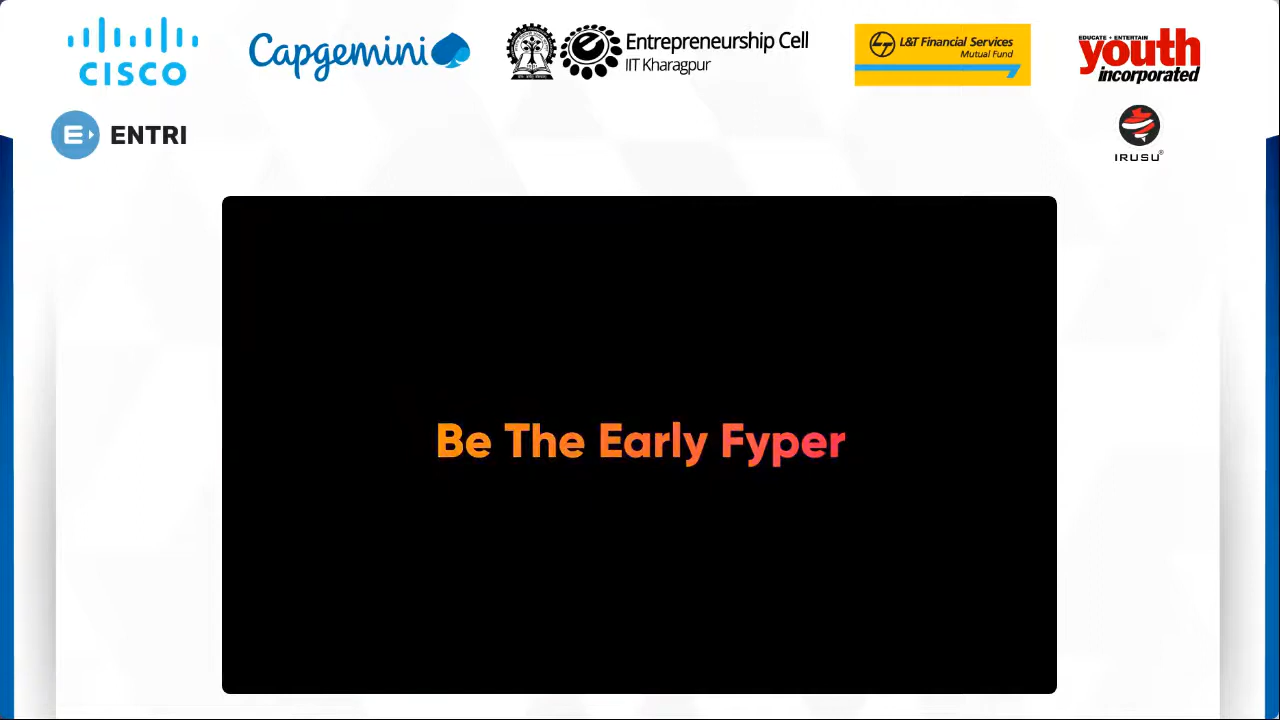 CISCO
Capgemini
Entrepreneurship Cell
IIT Kharagpur
L&T Financial Services
Mutual Fund
EDUCATE • ENTERTAIN
youth
incorporated
E ENTRI
IRUSU®
Be The Early Fyper